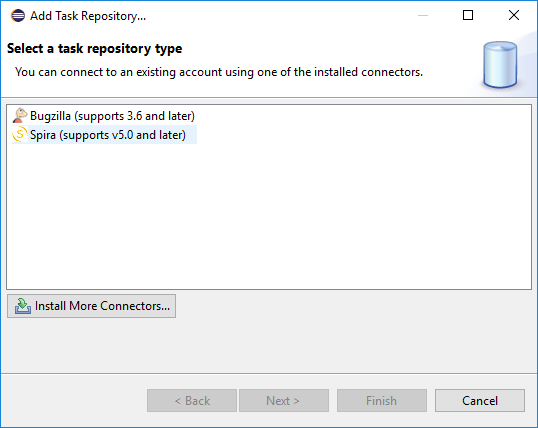 Add Task Repository...
Select a task repository type
You can connect to an existing account using one of the installed connectors.
Bugzilla (supports 3.6 and later)
Spira (supports v5.0 and later)
Install More Connectors...
< Back
Next >
Finish
Cancel